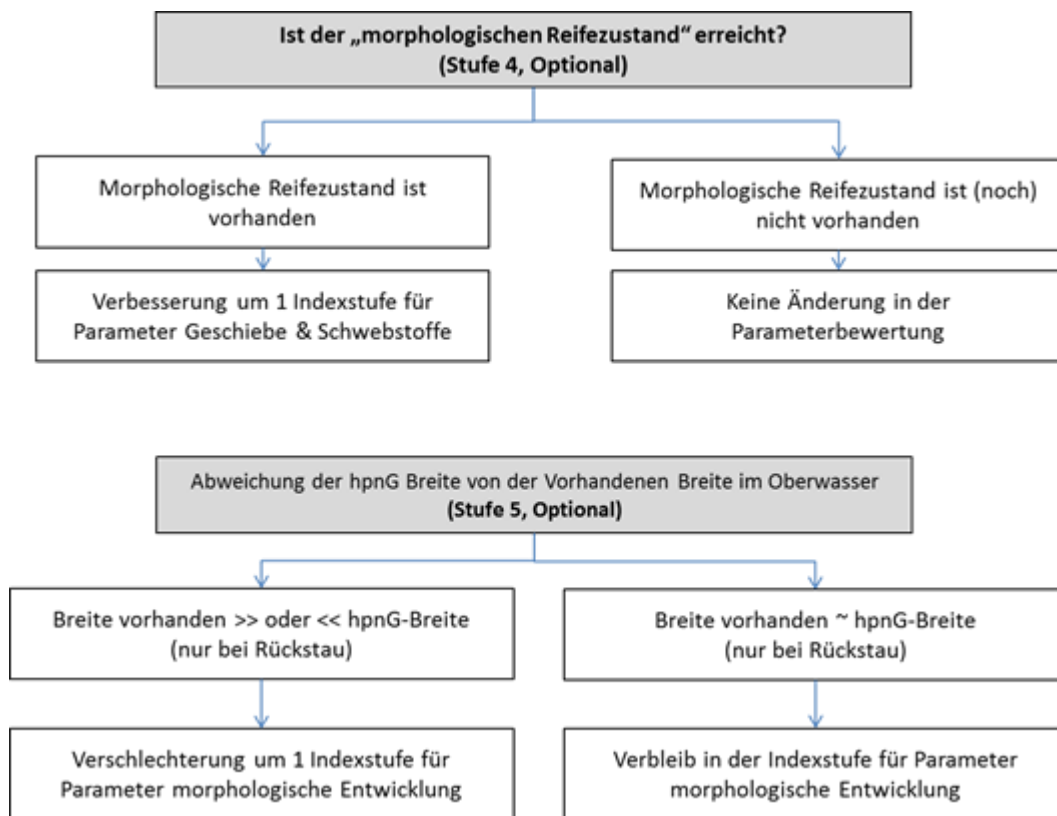 Ist der „morphologischen Reifezustand“ erreicht?
(Stufe 4, Optional)
Morphologische Reifezustand ist
vorhanden
Morphologische Reifezustand ist (noch)
nicht vorhanden
Verbesserung um 1 Indexstufe für
Parameter Geschiebe & Schwebstoffe
Keine Änderung in der
Parameterbewertung
Abweichung der hpnG Breite von der Vorhandenen Breite im Oberwasser
(Stufe 5, Optional)
Breite vorhanden >> oder << hpnG-Breite
(nur bei Rückstau)
Breite vorhanden ~ hpnG-Breite
(nur bei Rückstau)
Verschlechterung um 1 Indexstufe für
Parameter morphologische Entwicklung
Verbleib in der Indexstufe für Parameter
morphologische Entwicklung